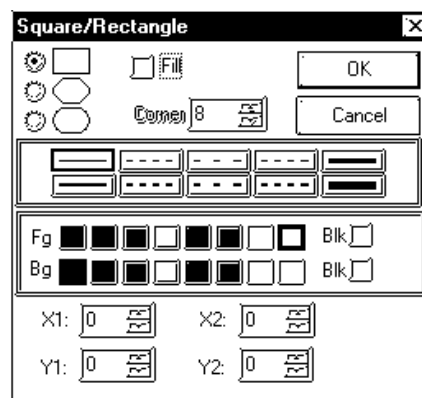 Square/Rectangle
Fill
OK
Corner 8
Cancel
Fg Blk
Bg Blk
X1: 0 X2: 0
Y1: 0 Y2: 0